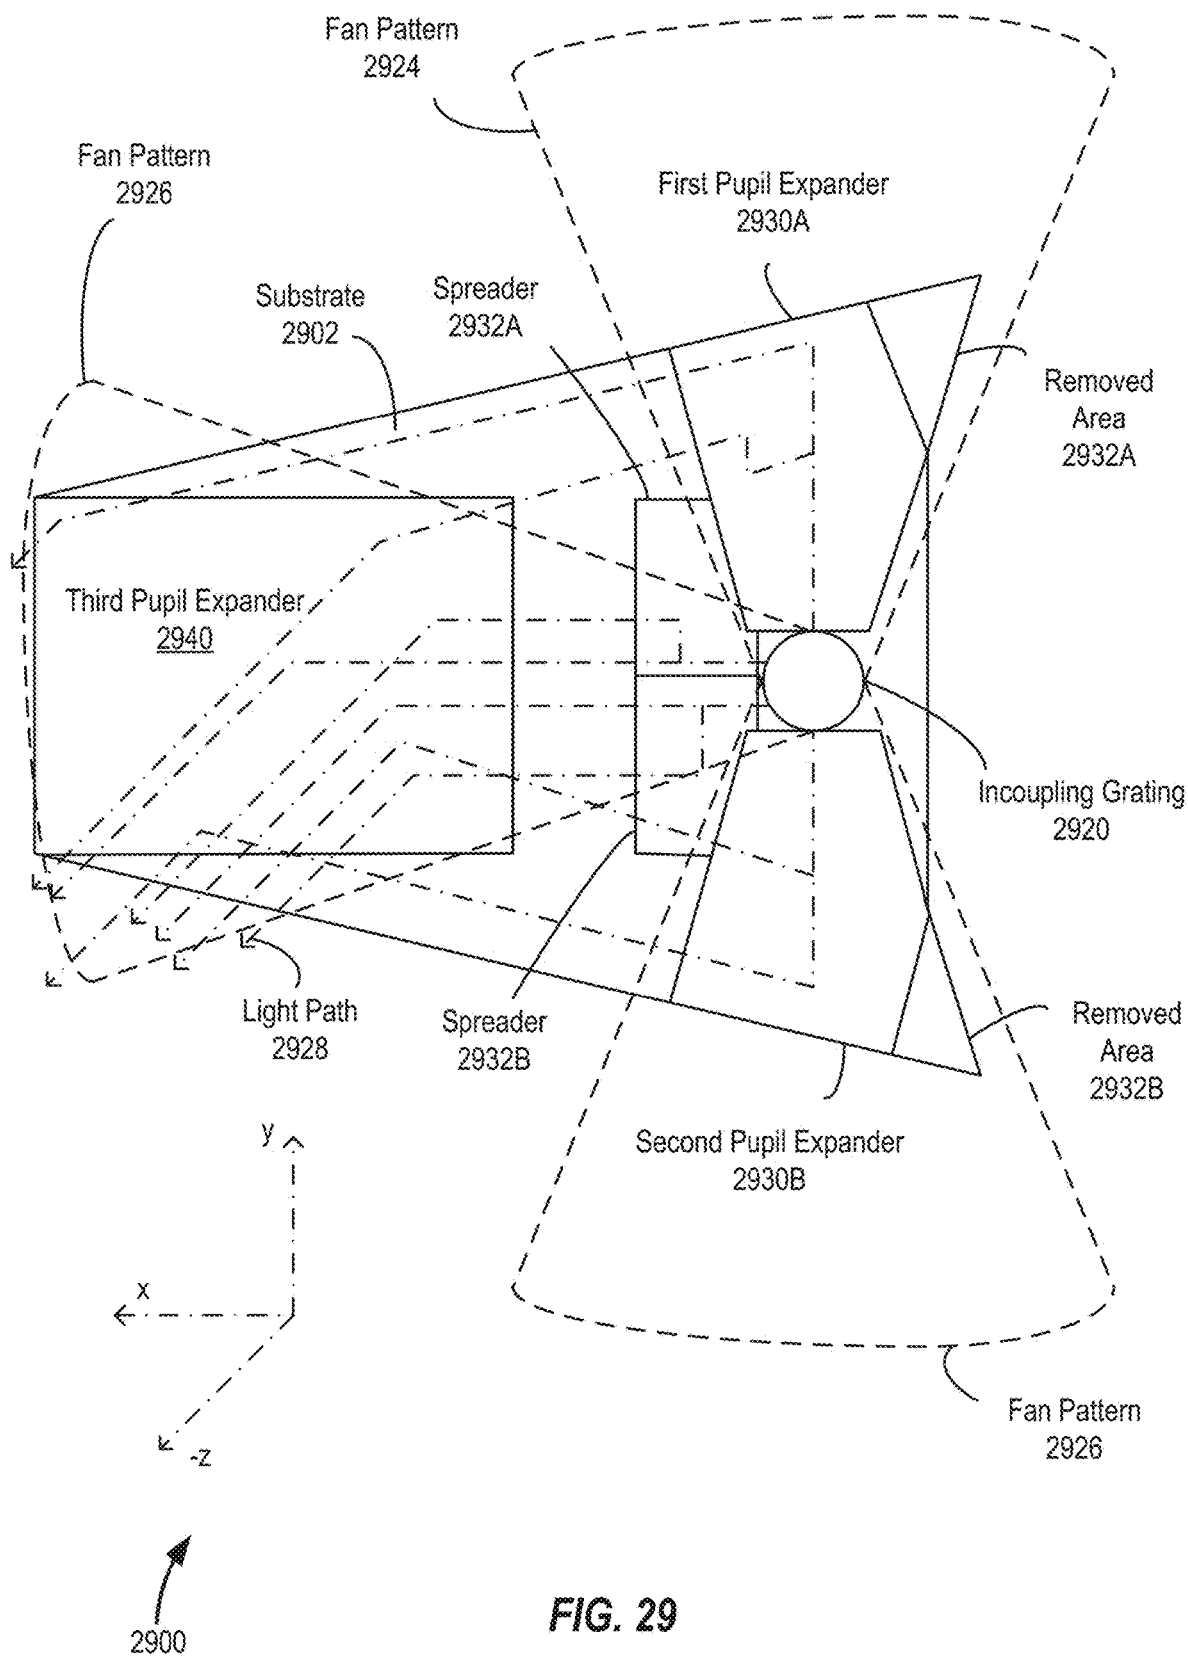 Fan Pattern
2924
Fan Pattern
2926
First Pupil Expander
2930A
Substrate
2902
Spreader
2932A
Removed
Area
2932A
Third Pupil Expander
2940
Incoupling Grating
2920
Light Path
2928
Spreader
2932B
Removed
Area
2932B
Second Pupil Expander
2930B
y
x
-z
Fan Pattern
2926
2900
FIG. 29